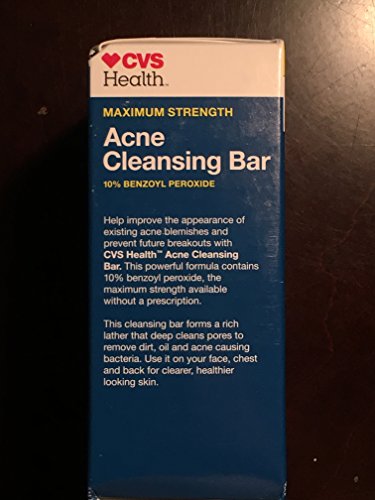 CVS
Health™
MAXIMUM STRENGTH
Acne
Cleansing Bar
10% BENZOYL PEROXIDE
Help improve the appearance of
existing acne blemishes and
prevent future breakouts with
CVS Health™ Acne Cleansing
Bar. This powerful formula contains
10% benzoyl peroxide, the
maximum strength available
without a prescription.
This cleansing bar forms a rich
lather that deep cleans pores to
remove dirt, oil and acne causing
bacteria. Use it on your face, chest
and back for clearer, healthier
looking skin.